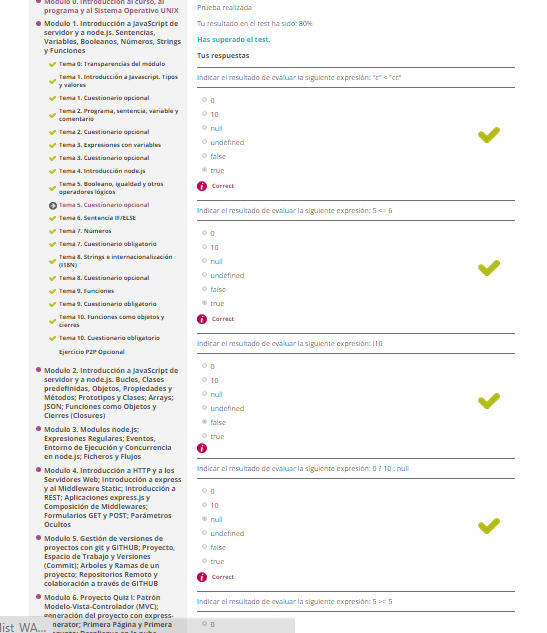 Modulo 0. Introducción al curso, al
programa y al Sistema Operativo UNIX
Modulo 1. Introducción a JavaScript de
servidor y a node.js. Sentencias,
Variables, Booleanos, Números, Strings
y Funciones
Tema 0: Transparencias del módulo
Tema 1. Introducción a Javascript. Tipos
y valores
Tema 1. Cuestionario opcional
Tema 2. Programa, sentencia, variable y
comentario
Tema 2. Cuestionario opcional
Tema 3. Expresiones con variables
Tema 3. Cuestionario opcional
Tema 4. Introducción node.js
Tema 5. Booleano, igualdad y otros
operadores lógicos
Tema 5. Cuestionario opcional
Tema 6. Sentencia IF/ELSE
Tema 7. Números
Tema 7. Cuestionario obligatorio
Tema 8. Strings e internacionalización
(I18N)
Tema 8. Cuestionario opcional
Tema 9. Funciones
Tema 9. Cuestionario obligatorio
Tema 10. Funciones como objetos y
cierres
Tema 10. Cuestionario obligatorio
Ejercicio P2P Opcional
Modulo 2. Introducción a JavaScript de
servidor y a node.js. Bucles, Clases
predefinidas, Objetos, Propiedades y
Métodos; Prototipos y Clases; Arrays;
JSON; Funciones como Objetos y
Cierres (Closures)
Modulo 3. Modulos node.js;
Expresiones Regulares; Eventos,
Entorno de Ejecución y Concurrencia
en node.js; Ficheros y Flujos
Modulo 4. Introducción a HTTP y a los
Servidores Web; Introducción a express
y al Middleware Static; Introducción a
REST; Aplicaciones express.js y
Composición de Middlewares;
Formularios GET y POST; Parámetros
Ocultos
Modulo 5. Gestión de versiones de
proyectos con git y GITHUB; Proyecto,
Espacio de Trabajo y Versiones
(Commit); Arboles y Ramas de un
proyecto; Repositorios Remoto y
colaboración a través de GITHUB
Modulo 6. Proyecto Quiz I: Patrón
Modelo-Vista-Controlador (MVC);
generación del proyecto con express-
nerator; Primera Página y Primera
list_WA...
Prueba realizada
Tu resultado en el test ha sido: 80%
Has superado el test.
Tus respuestas
Indicar el resultado de evaluar la siguiente expresión: "c" < "cc"
0
10
null
undefined
false
true
Correct
Indicar el resultado de evaluar la siguiente expresión: 5 <= 6
0
10
null
undefined
false
true
Correct
Indicar el resultado de evaluar la siguiente expresión: !10
0
10
null
undefined
false
true
Indicar el resultado de evaluar la siguiente expresión: 0 ? 10 : null
0
10
null
undefined
false
true
Correct
Indicar el resultado de evaluar la siguiente expresión: 5 >= 5
0